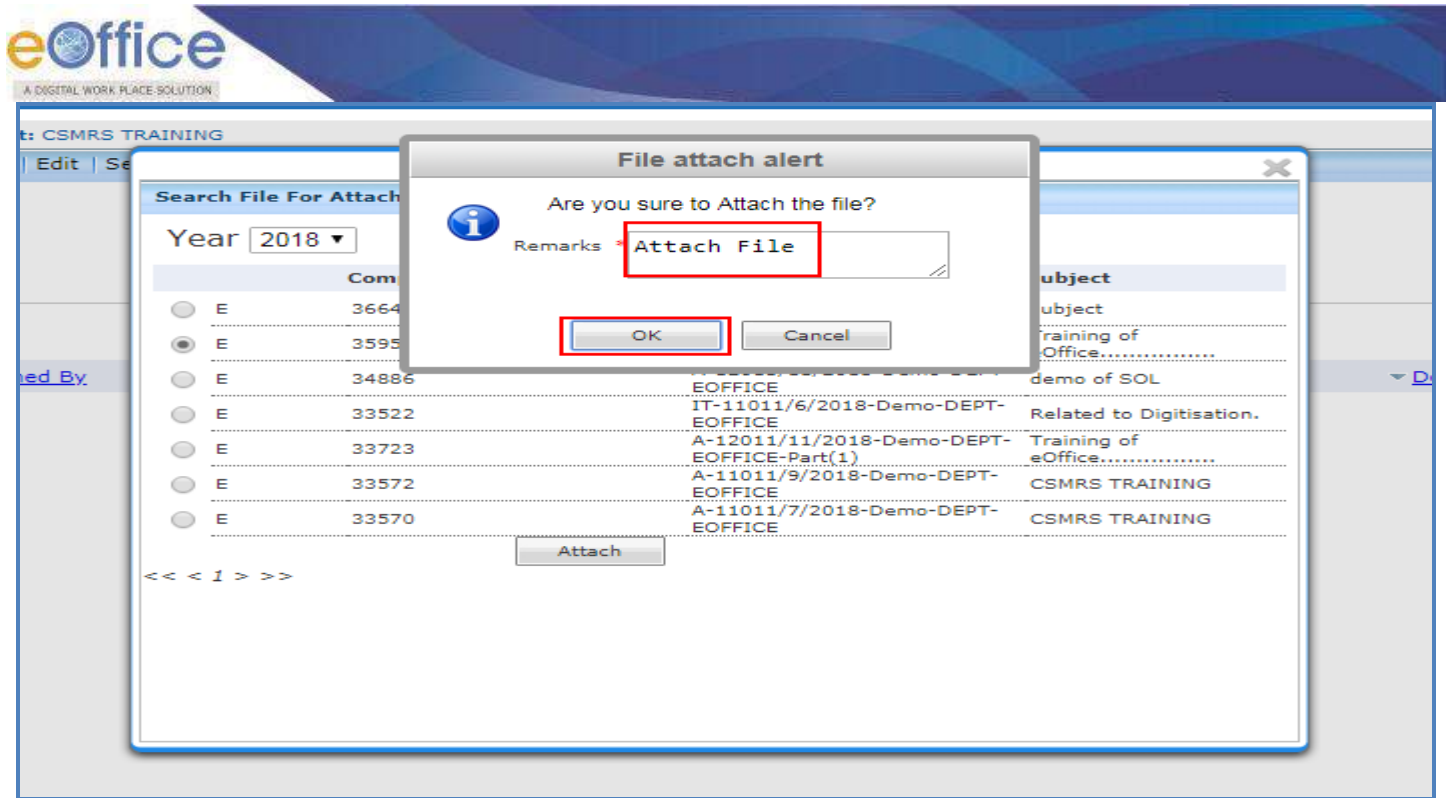 eOffice
A DIGITAL WORK PLACE SOLUTION
t: CSMRS TRAINING
| Edit | Se
File attach alert
Search File For Attach
Are you sure to Attach the file?
Year 2018
Remarks * Attach File
Com ubject
E 3664 ubject
OK Cancel
E 3595 raining of
eOffice................
ned By
E 34886 demo of SOL
EOFFICE
E 33522 IT-11011/6/2018-Demo-DEPT-
EOFFICE Related to Digitisation.
E 33723 A-12011/11/2018-Demo-DEPT- Training of
EOFFICE-Part(1) eOffice................
E 33572 A-11011/9/2018-Demo-DEPT-
EOFFICE CSMRS TRAINING
E 33570 A-11011/7/2018-Demo-DEPT-
EOFFICE CSMRS TRAINING
Attach
<< < 1 > >>